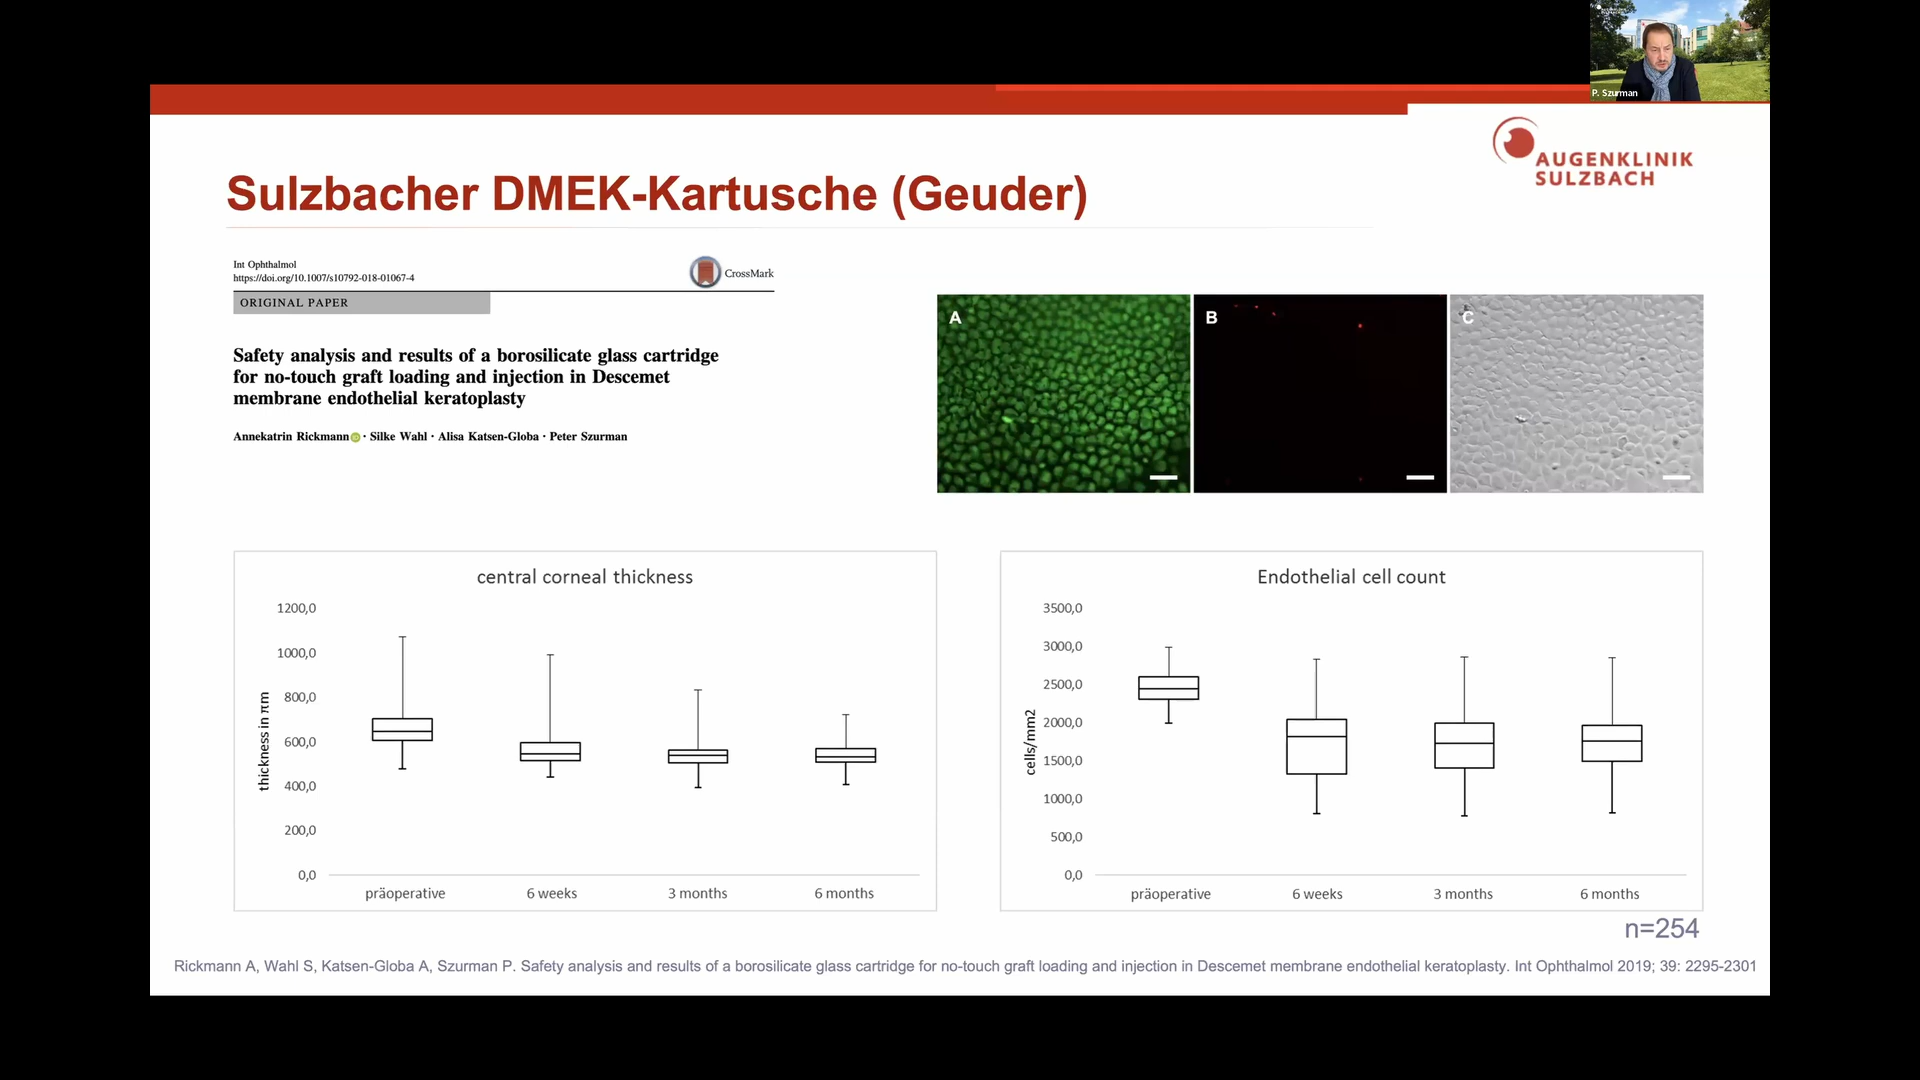 P. Szurman
AUGENKLINIK
SULZBACH
Sulzbacher DMEK-Kartusche (Geuder)
Int Ophthalmol
https://doi.org/10.1007/s10792-018-01067-4
CrossMark
ORIGINAL PAPER
Safety analysis and results of a borosilicate glass cartridge
for no-touch graft loading and injection in Descemet
membrane endothelial keratoplasty
Annekatrin Rickmann · Silke Wahl · Alisa Katsen-Globa · Peter Szurman
A
B
C
central corneal thickness
thickness in πm
1200,0
1000,0
800,0
600,0
400,0
200,0
0,0
präoperative
6 weeks
3 months
6 months
Endothelial cell count
cells/mm2
3500,0
3000,0
2500,0
2000,0
1500,0
1000,0
500,0
0,0
präoperative
6 weeks
3 months
6 months
n=254
Rickmann A, Wahl S, Katsen-Globa A, Szurman P. Safety analysis and results of a borosilicate glass cartridge for no-touch graft loading and injection in Descemet membrane endothelial keratoplasty. Int Ophthalmol 2019; 39: 2295-2301